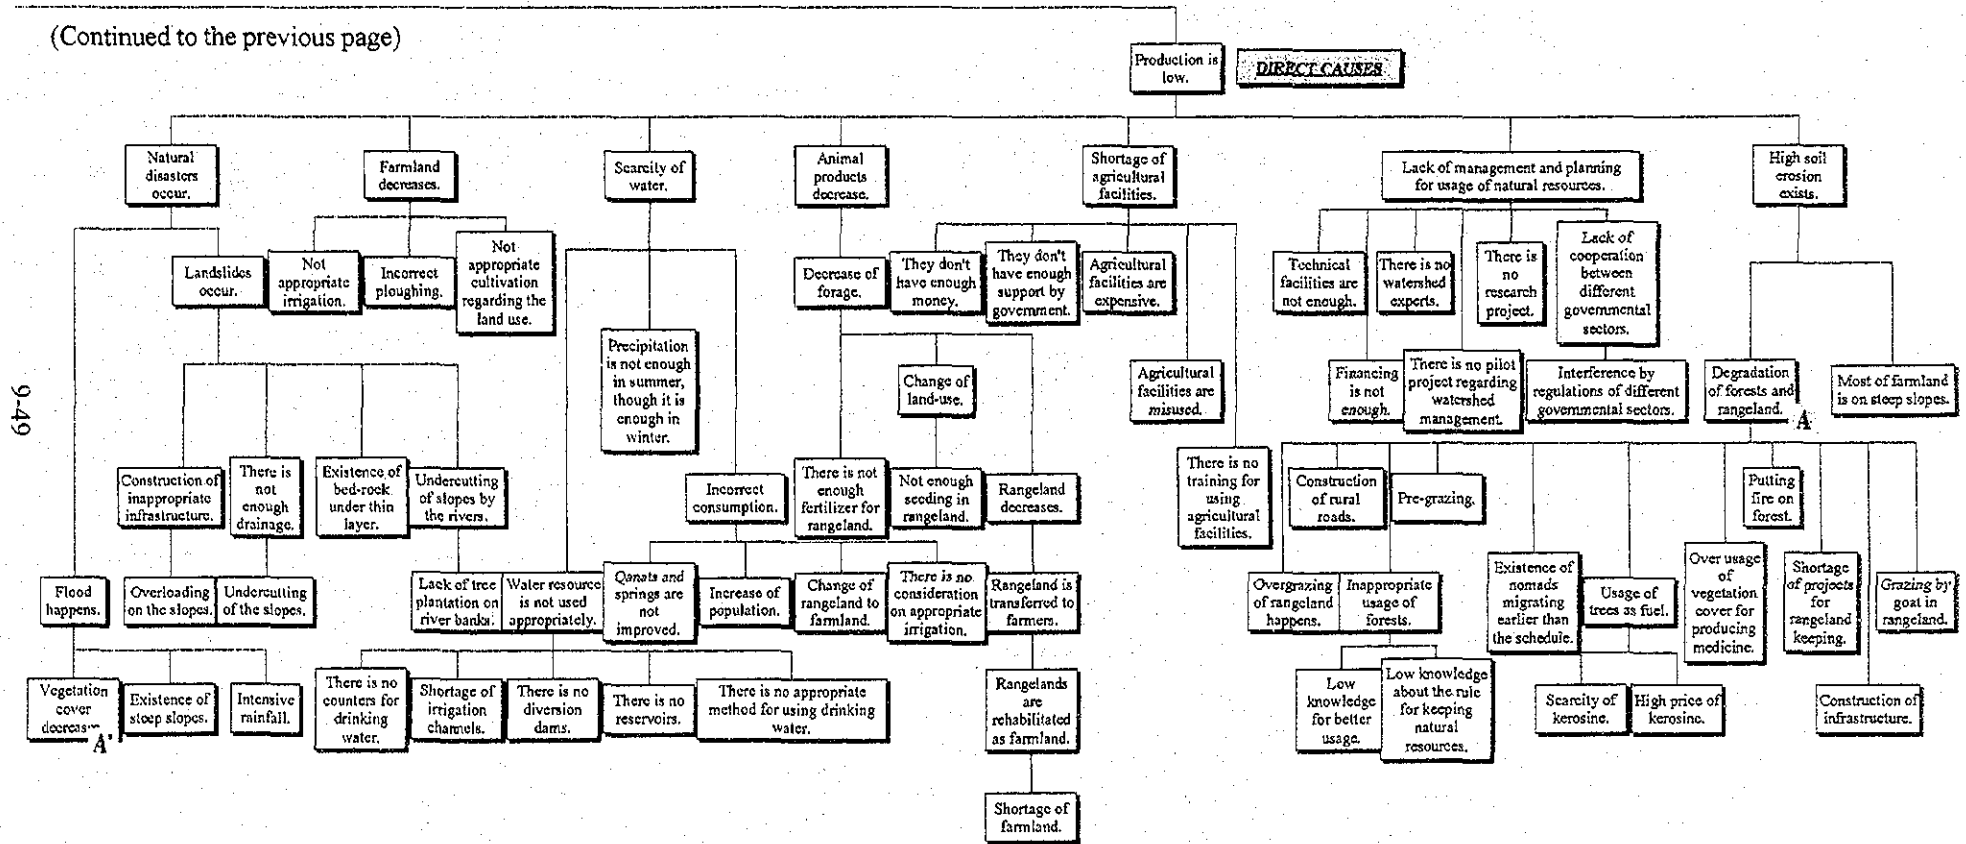 (Continued to the previous page)
Production is
low.
DIRECT CAUSES
Natural
disasters
occur.
Farmland
decreases.
Scarcity of
water.
Animal
products
decrease.
Shortage of
agricultural
facilities.
Lack of management and planning
for usage of natural resources.
High soil
erosion
exists.
Landslides
occur.
Not
appropriate
irrigation.
Incorrect
ploughing.
Not
appropriate
cultivation
regarding the
land use.
Decrease of
forage.
They don't
have enough
money.
They don't
have enough
support by
government.
Agricultural
facilities are
expensive.
Technical
facilities are
not enough.
There is no
watershed
experts.
There is
no
research
project.
Lack of
cooperation
between
different
governmental
sectors.
Precipitation
is not enough
in summer,
though it is
enough in
winter.
Change of
land-use.
Agricultural
facilities are
misused.
Financing
is not
enough.
There is no pilot
project regarding
watershed
management.
Interference by
regulations of different
governmental sectors.
Degradation
of forests and
rangeland.
A
Most of farmland
is on steep slopes.
9-49
Construction of
inappropriate
infrastructure.
There is
not
enough
drainage.
Existence of
bed-rock
under thin
layer.
Undercutting
of slopes by
the rivers.
Incorrect
consumption.
There is not
enough
fertilizer for
rangeland.
Not enough
seeding in
rangeland.
Rangeland
decreases.
There is no
training for
using
agricultural
facilities.
Construction
of rural
roads.
Pre-grazing.
Putting
fire on
forest.
Flood
happens.
Overloading
on the slopes.
Undercutting
of the slopes.
Lack of tree
plantation on
river banks.
Water resource
is not used
appropriately.
Qanats and
springs are
not
improved.
Increase of
population.
Change of
rangeland to
farmland.
There is no
consideration
on appropriate
irrigation.
Rangeland is
transferred to
farmers.
Overgrazing
of rangeland
happens.
Inappropriate
usage of
forests.
Existence of
nomads
migrating
earlier than
the schedule.
Usage of
trees as fuel.
Over usage
of
vegetation
cover for
producing
medicine.
Shortage
of projects
for
rangeland
keeping.
Grazing by
goat in
rangeland.
Vegetation
cover
A'
Existence of
steep slopes.
Intensive
rainfall.
There is no
counters for
drinking
water.
Shortage of
irrigation
channels.
There is no
diversion
dams.
There is no
reservoirs.
There is no appropriate
method for using drinking
water.
Rangelands
are
rehabilitated
as farmland.
Low
knowledge
for better
usage.
Low knowledge
about the rule
for keeping
natural
resources.
Scarcity of
kerosine.
High price of
kerosine.
Construction of
infrastructure.
Shortage of
farmland.